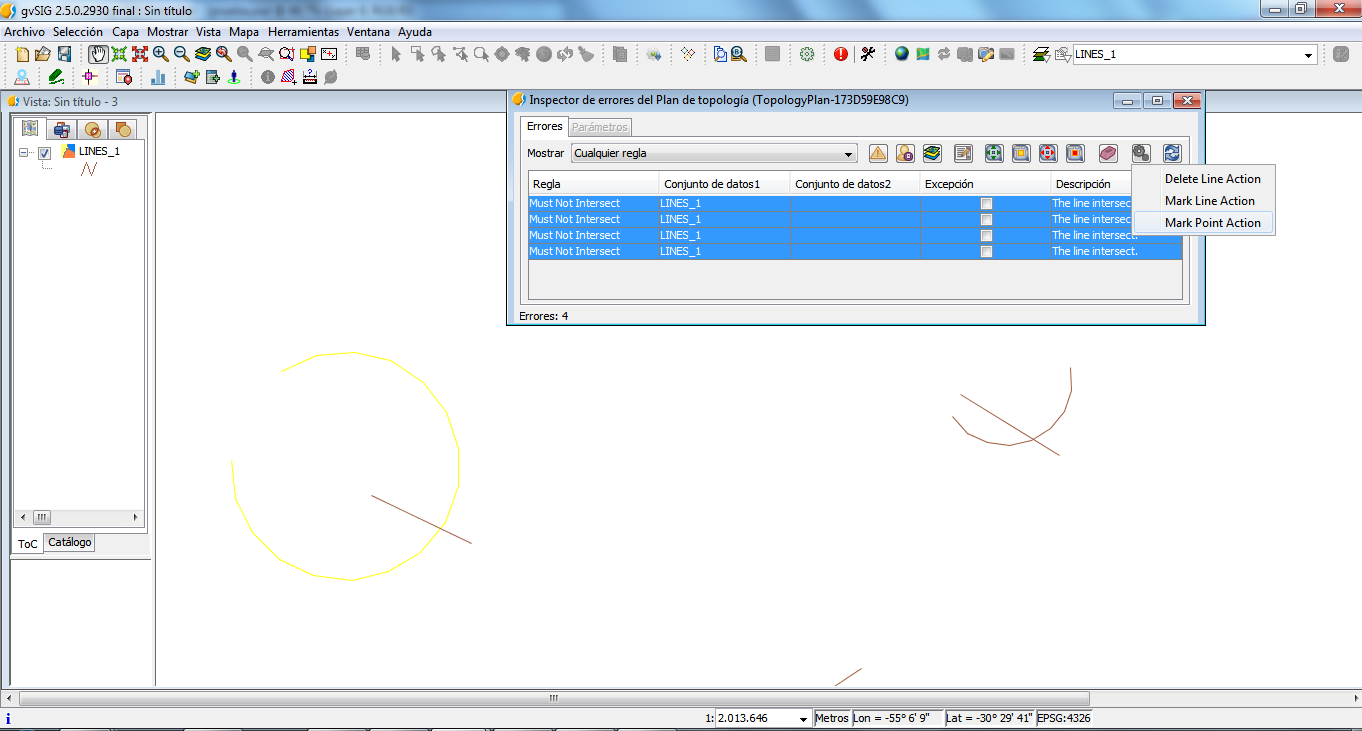 gvSIG 2.5.0.2930 final : Sin título
Archivo Selección Capa Mostrar Vista Mapa Herramientas Ventana Ayuda
LINES_1
Vista: Sin título - 3
LINES_1
ToC Catálogo
Inspector de errores del Plan de topología (TopologyPlan-173D59E98C9)
Errores Parámetros
Mostrar Cualquier regla
Regla Conjunto de datos1 Conjunto de datos2 Excepción Descripción
Must Not Intersect LINES_1 The line intersect
Must Not Intersect LINES_1 The line intersect
Must Not Intersect LINES_1 The line intersect.
Must Not Intersect LINES_1 The line intersect.
Errores: 4
Delete Line Action
Mark Line Action
Mark Point Action
1: 2.013.646 Metros Lon = -55° 6' 9" Lat = -30° 29' 41" EPSG:4326